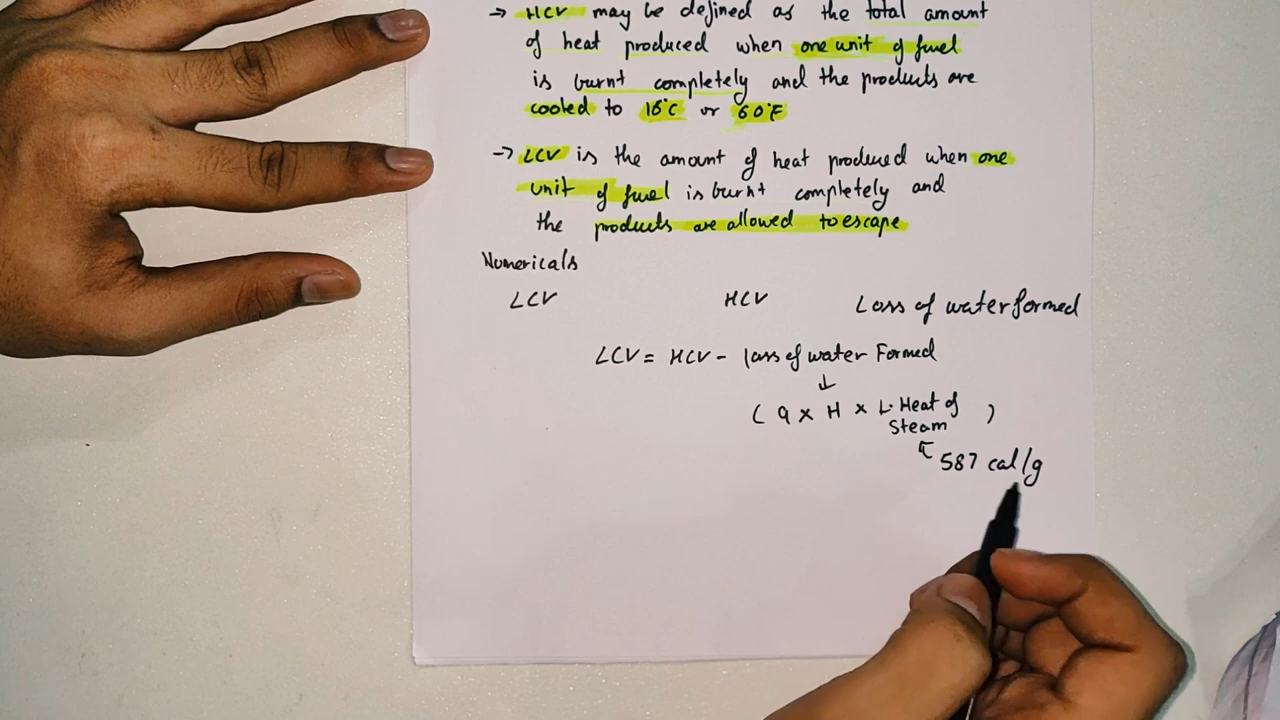 → HCV may be defined as the total amount
of heat produced when one unit of fuel
is burnt completely and the products are
cooled to 15°C or 60°F
→ LCV is the amount of heat produced when one
unit of fuel is burnt completely and
the products are allowed to escape
Numericals
LCV HCV Loss of water formed
LCV = HCV - loss of water Formed
↓
( 9 × H × L. Heat of Steam )
587 cal/g